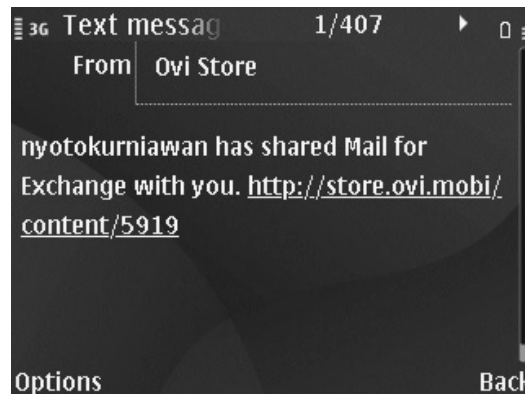 3G Text messag 1/407
From Ovi Store
nyotokurniawan has shared Mail for
Exchange with you. http://store.ovi.mobi/
content/5919
Options Back